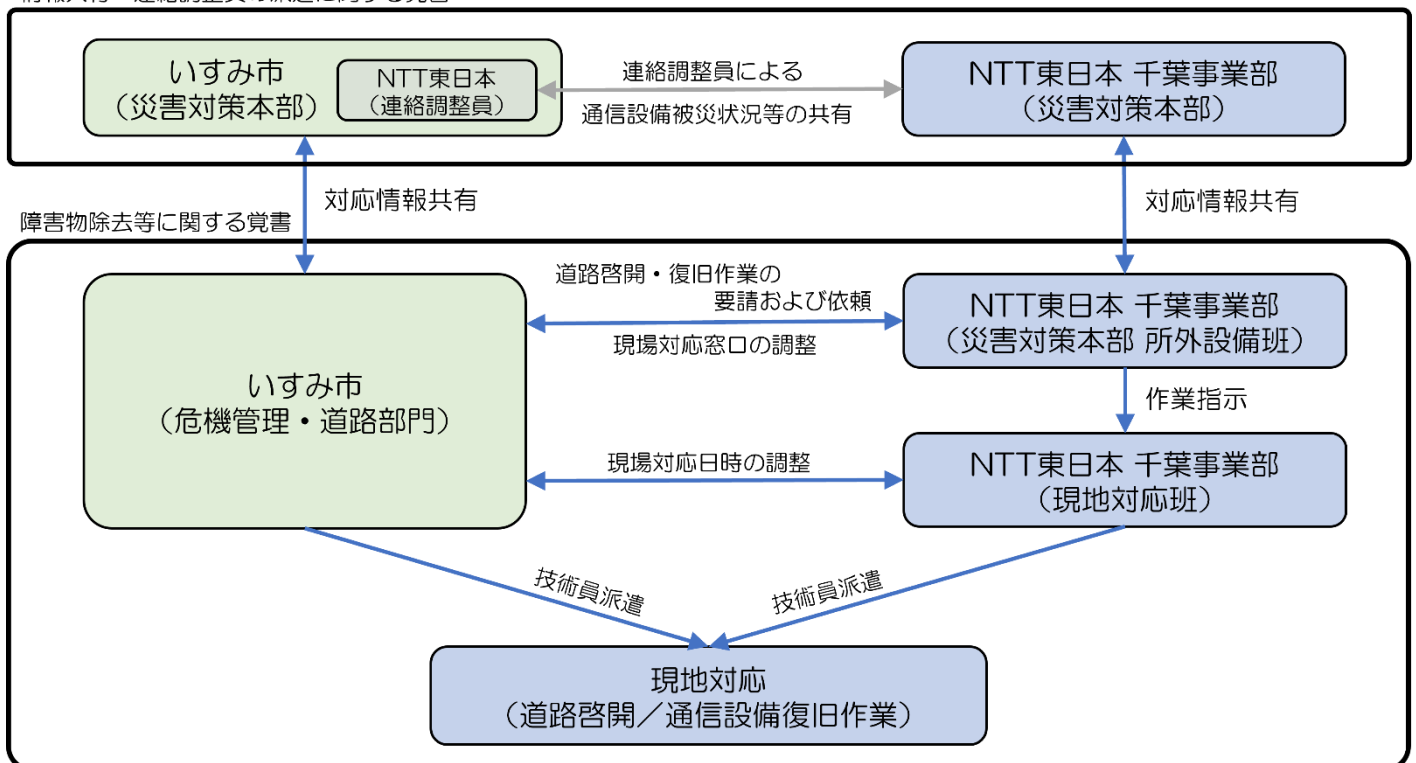 いすみ市
（災害対策本部）
NTT東日本
（連絡調整員）
連絡調整員による
通信設備被災状況等の共有
NTT東日本 千葉事業部
（災害対策本部）
対応情報共有
対応情報共有
障害物除去等に関する覚書
いすみ市
（危機管理・道路部門）
道路啓開・復旧作業の
要請および依頼
現場対応窓口の調整
NTT東日本 千葉事業部
（災害対策本部 所外設備班）
作業指示
現場対応日時の調整
NTT東日本 千葉事業部
（現地対応班）
技術員派遣
技術員派遣
現地対応
（道路啓開／通信設備復旧作業）